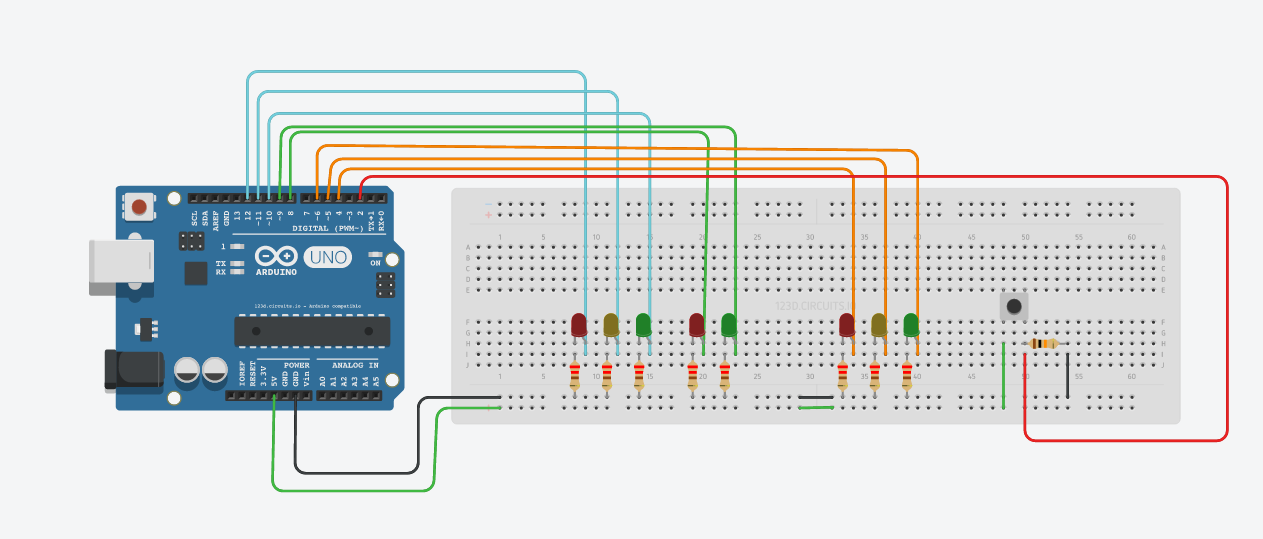 SCL
SDA
AREF
GND
13
12
~11
~10
~9
8
7
~6
~5
4
~3
2
TX→1
RX←0
DIGITAL (PWM~)
1
TX
RX
ARDUINO
UNO
ON
123d.circuits.io - Arduino compatible
POWER
ANALOG IN
IOREF
RESET
3.3V
5V
GND
GND
Vin
A0
A1
A2
A3
A4
A5
- +
1 5 10 15 20 25 30 35 40 45 50 55 60
A A
B B
C C
D D
E E
123D.CIRCUITS.IO
F F
G G
H H
I I
J J
1 5 10 15 20 25 30 35 40 45 50 55 60